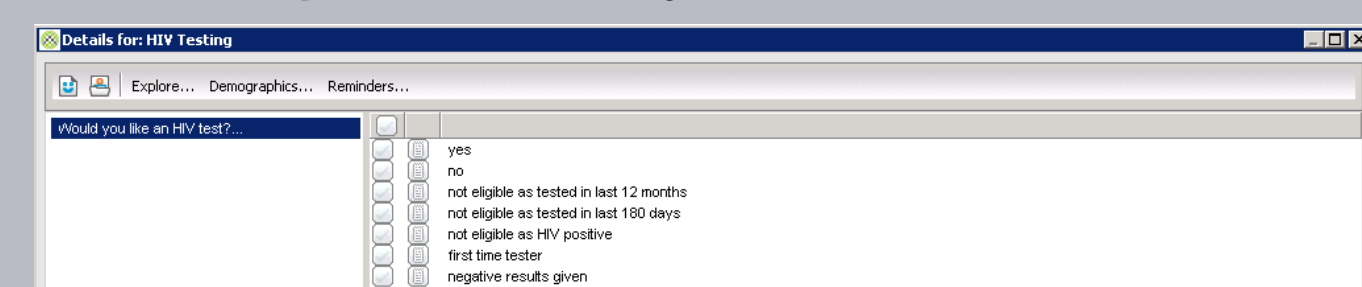 Details for: HIV Testing
Explore... Demographics... Reminders...
Would you like an HIV test?...
yes
no
not eligible as tested in last 12 months
not eligible as tested in last 180 days
not eligible as HIV positive
first time tester
negative results given